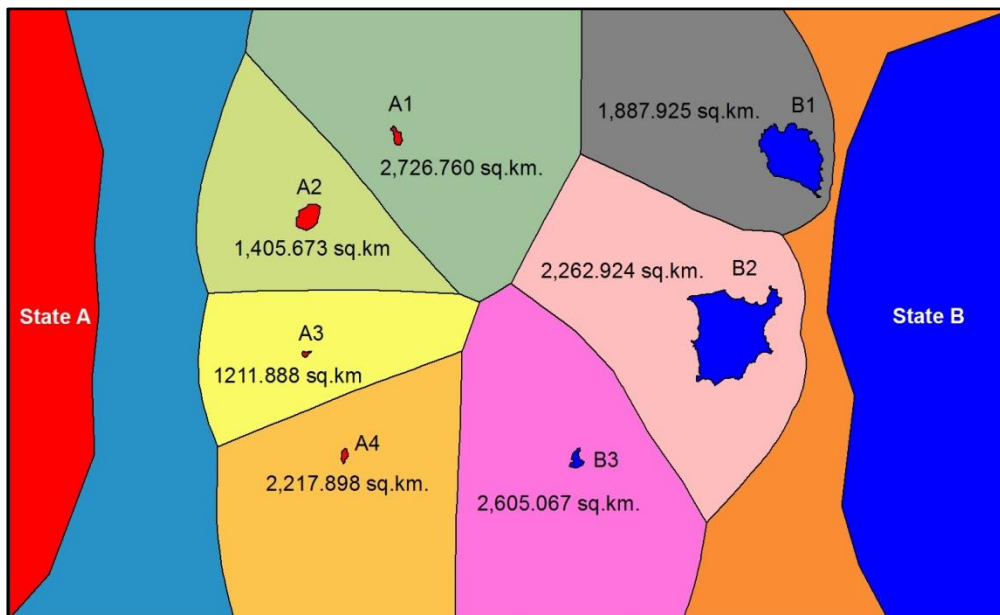 A1
2,726.760 sq.km.
1,887.925 sq.km.
B1
A2
1,405.673 sq.km
2,262.924 sq.km.
B2
State A
A3
1211.888 sq.km
State B
A4
2,217.898 sq.km.
B3
2,605.067 sq.km.